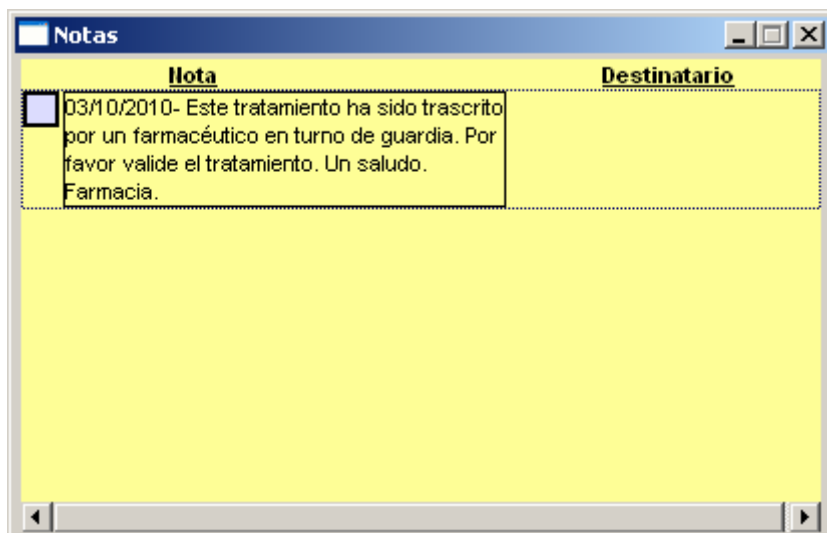 Notas
Nota Destinatario
03/10/2010- Este tratamiento ha sido trascrito
por un farmacéutico en turno de guardia. Por
favor valide el tratamiento. Un saludo.
Farmacia.